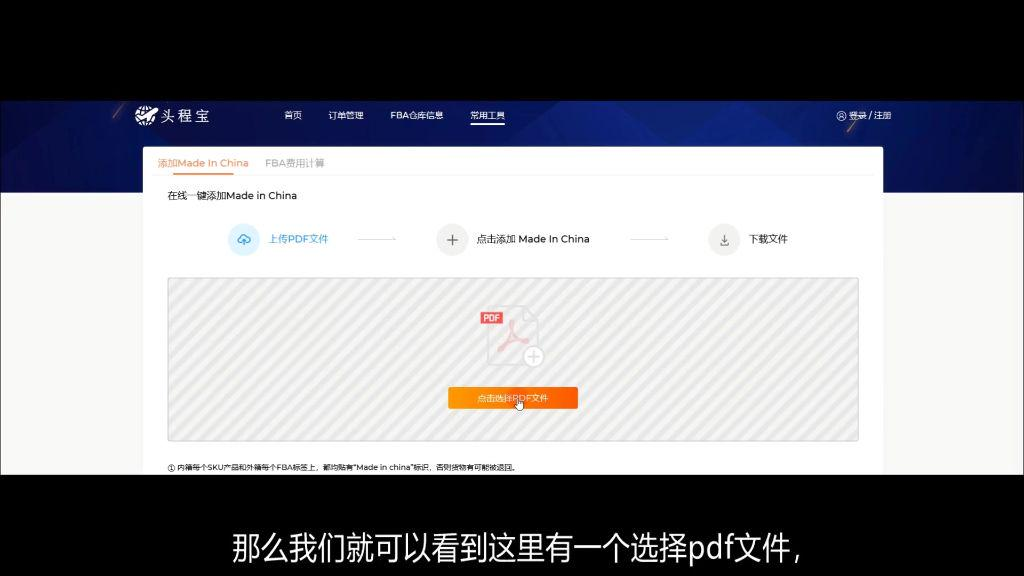 头程宝
首页 订单管理 FBA仓库信息 常用工具 登录 / 注册
添加Made In China FBA费用计算
在线一键添加Made in China
上传PDF文件 点击添加 Made In China 下载文件
PDF
点击选择PDF文件
① 内箱每个SKU产品和外箱每个FBA标签上，都均贴有"Made in china"标识，否则货物有可能被退回。
那么我们就可以看到这里有一个选择pdf文件，